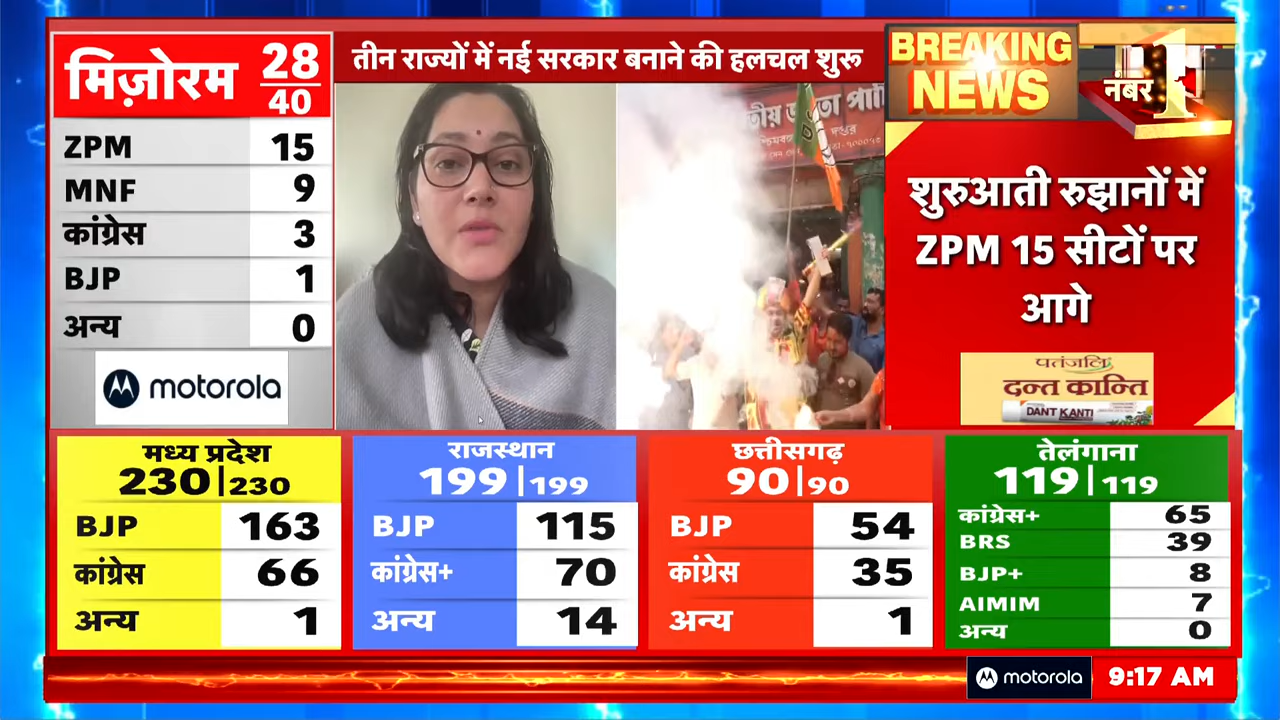 मिज़ोरम 28
40
ZPM 15
MNF 9
कांग्रेस 3
BJP 1
अन्य 0
motorola
तीन राज्यों में नई सरकार बनाने की हलचल शुरू
BREAKING
NEWS
नंबर 1
शुरुआती रुझानों में
ZPM 15 सीटों पर
आगे
पतंजलि
दन्त कान्ति
DANT KANTI
मध्य प्रदेश
230|230
BJP 163
कांग्रेस 66
अन्य 1
राजस्थान
199|199
BJP 115
कांग्रेस+ 70
अन्य 14
छत्तीसगढ़
90|90
BJP 54
कांग्रेस 35
अन्य 1
तेलंगाना
119|119
कांग्रेस+ 65
BRS 39
BJP+ 8
AIMIM 7
अन्य 0
motorola 9:17 AM